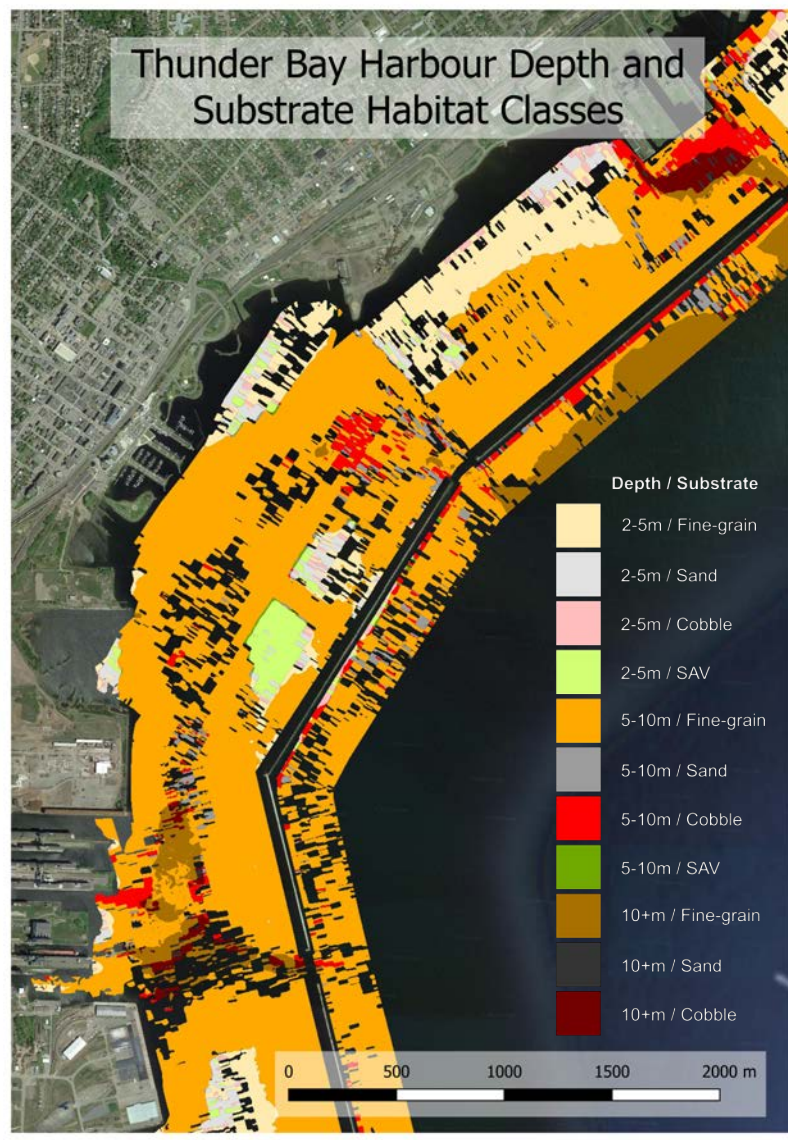 Thunder Bay Harbour Depth and
Substrate Habitat Classes
Depth / Substrate
2-5m / Fine-grain
2-5m / Sand
2-5m / Cobble
2-5m / SAV
5-10m / Fine-grain
5-10m / Sand
5-10m / Cobble
5-10m / SAV
10+m / Fine-grain
10+m / Sand
10+m / Cobble
0 500 1000 1500 2000 m